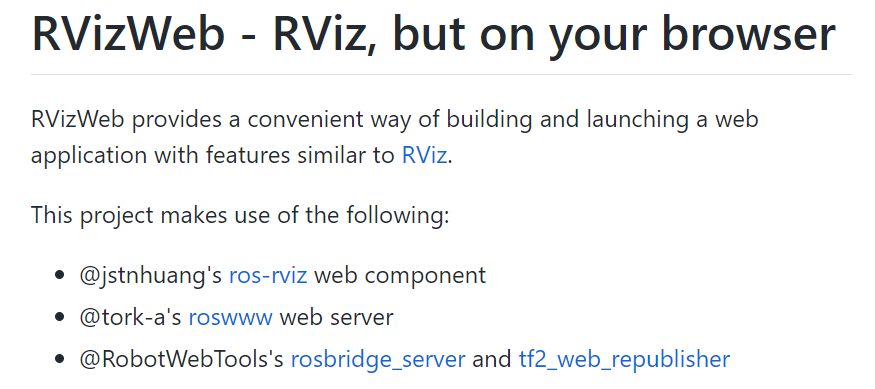 RVizWeb - RViz, but on your browser
RVizWeb provides a convenient way of building and launching a web
application with features similar to RViz.
This project makes use of the following:
@jstnhuang's ros-rviz web component
@tork-a's roswww web server
@RobotWebTools's rosbridge_server and tf2_web_republisher